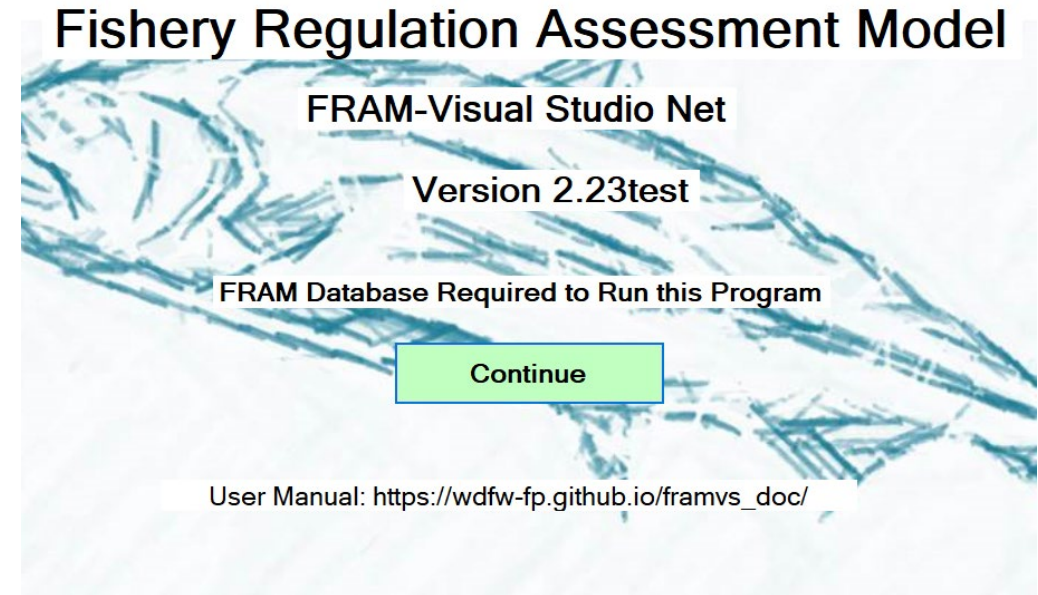 Fishery Regulation Assessment Model
FRAM-Visual Studio Net
Version 2.23test
FRAM Database Required to Run this Program
Continue
User Manual: https://wdfw-fp.github.io/framvs_doc/